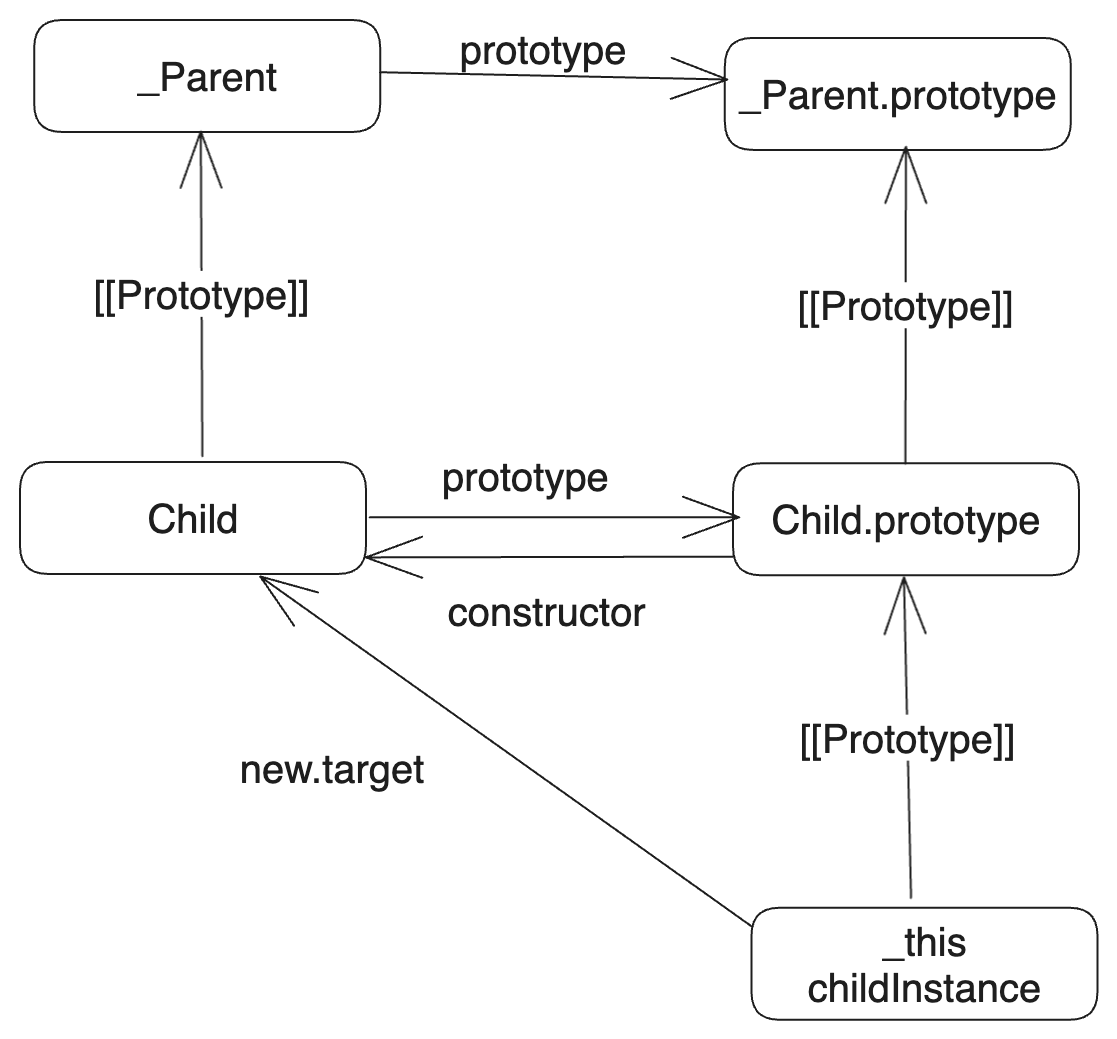 prototype
_Parent
_Parent.prototype
[[Prototype]]
[[Prototype]]
prototype
Child
Child.prototype
constructor
new.target
[[Prototype]]
_this
childInstance